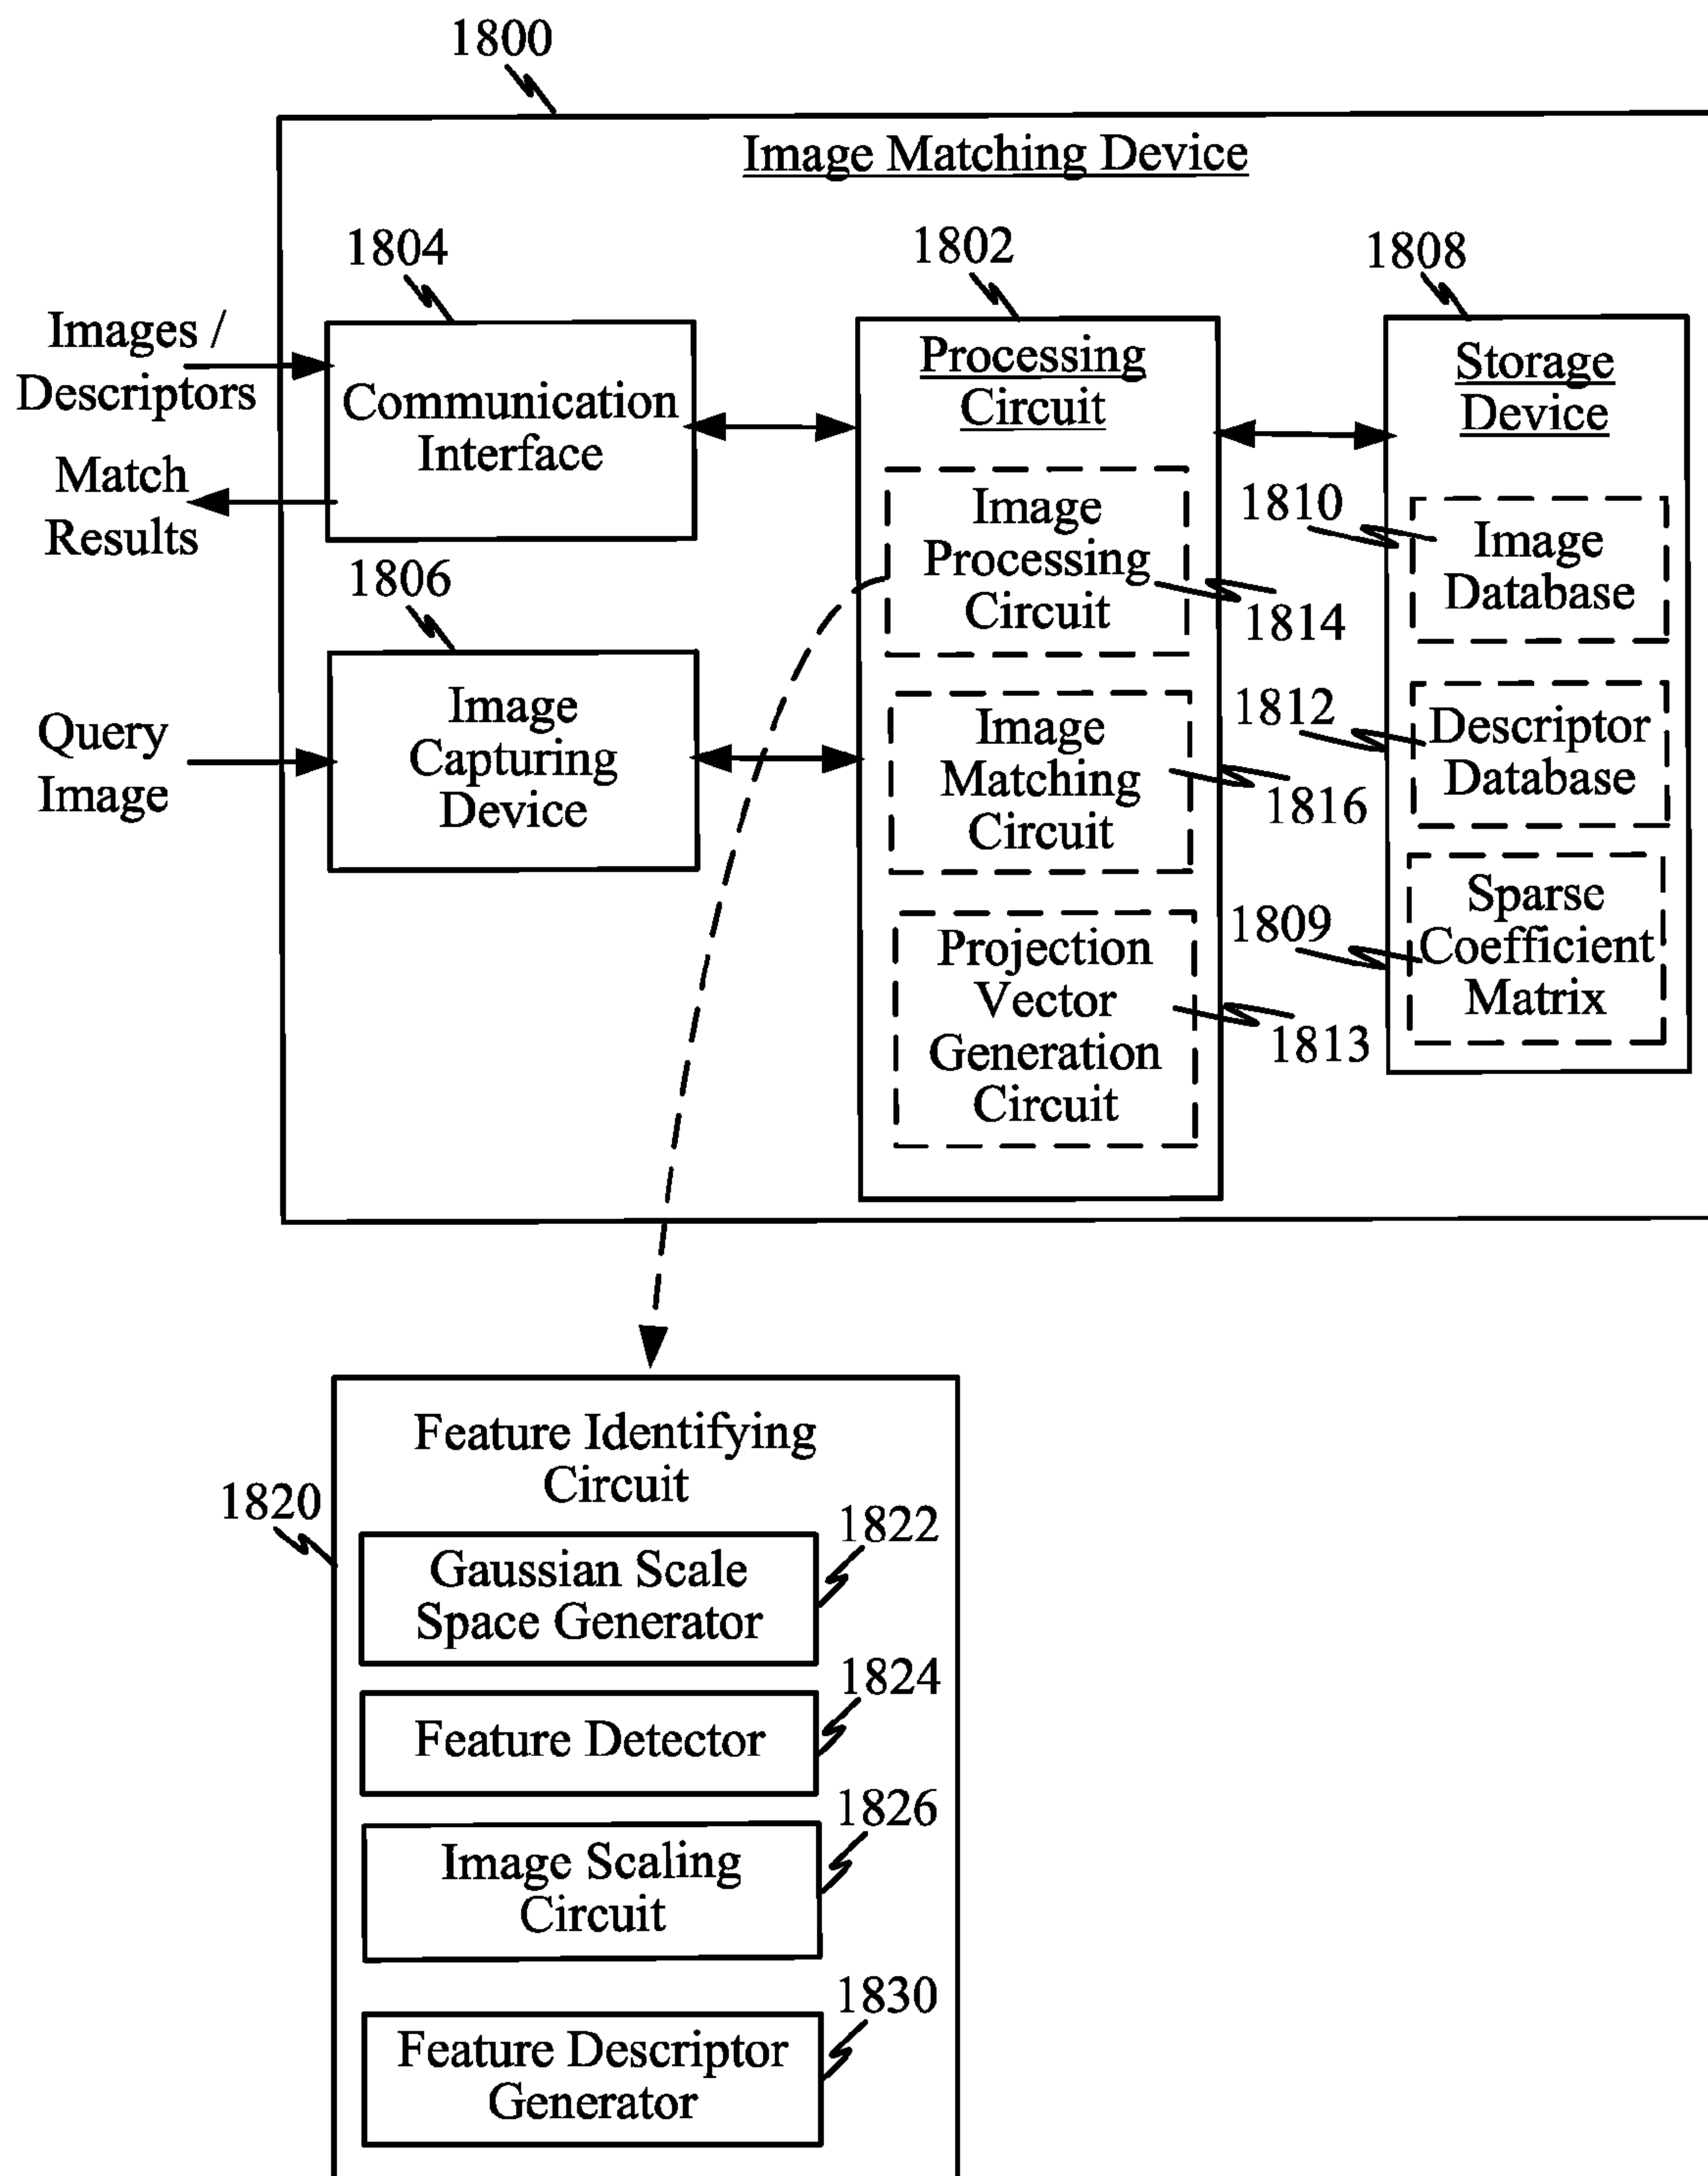 1800
Image Matching Device
1804
1802
1808
Images /
Descriptors
Match
Results
Communication
Interface
Processing
Circuit
Storage
Device
Image
Processing
Circuit
1814
1810
Image
Database
1806
Query
Image
Image
Capturing
Device
Image
Matching
Circuit
1816
1812
Descriptor
Database
Projection
Vector
Generation
Circuit
1813
1809
Sparse
Coefficient
Matrix
1820
Feature Identifying
Circuit
1822
Gaussian Scale
Space Generator
1824
Feature Detector
1826
Image Scaling
Circuit
1830
Feature Descriptor
Generator